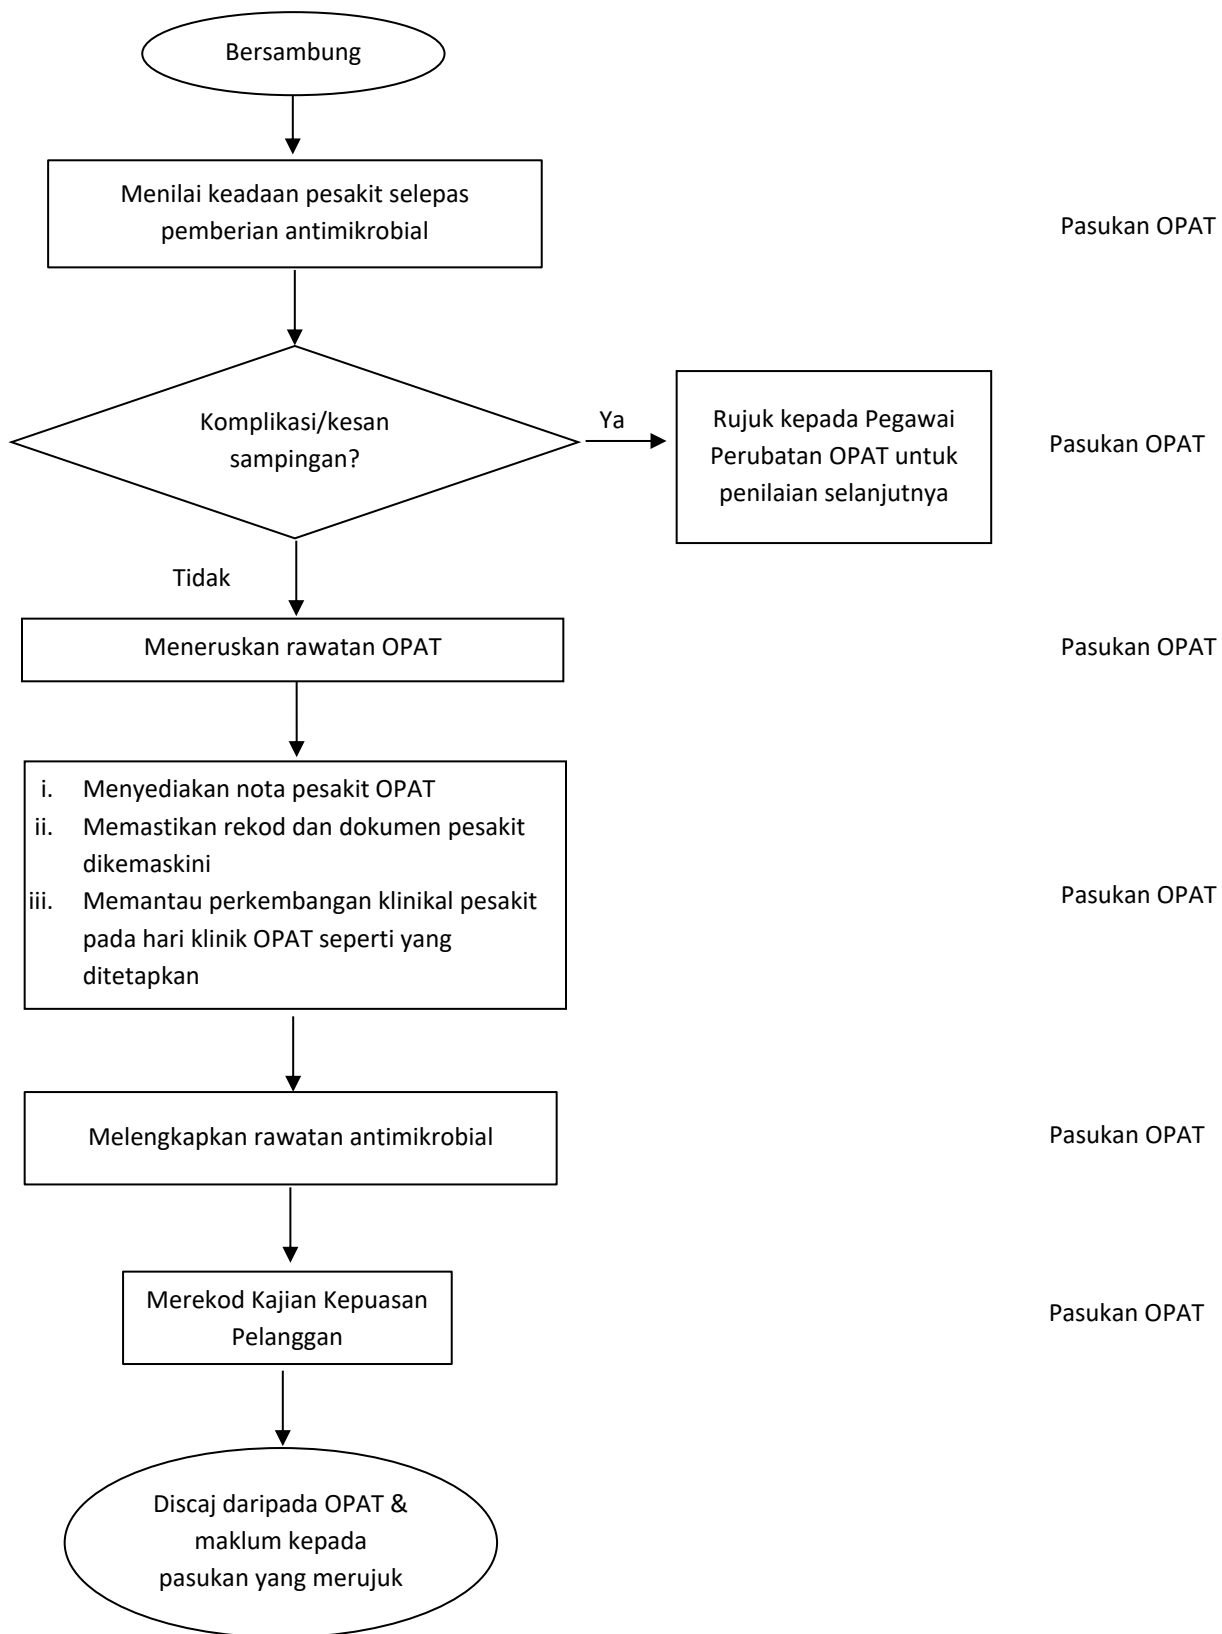 Bersambung
Menilai keadaan pesakit selepas
pemberian antimikrobial
Pasukan OPAT
Komplikasi/kesan
sampingan?
Ya
Rujuk kepada Pegawai
Perubatan OPAT untuk
penilaian selanjutnya
Pasukan OPAT
Tidak
Meneruskan rawatan OPAT
Pasukan OPAT
i. Menyediakan nota pesakit OPAT
ii. Memastikan rekod dan dokumen pesakit
dikemaskini
iii. Memantau perkembangan klinikal pesakit
pada hari klinik OPAT seperti yang
ditetapkan
Pasukan OPAT
Melengkapkan rawatan antimikrobial
Pasukan OPAT
Merekod Kajian Kepuasan
Pelanggan
Pasukan OPAT
Discaj daripada OPAT &
maklum kepada
pasukan yang merujuk